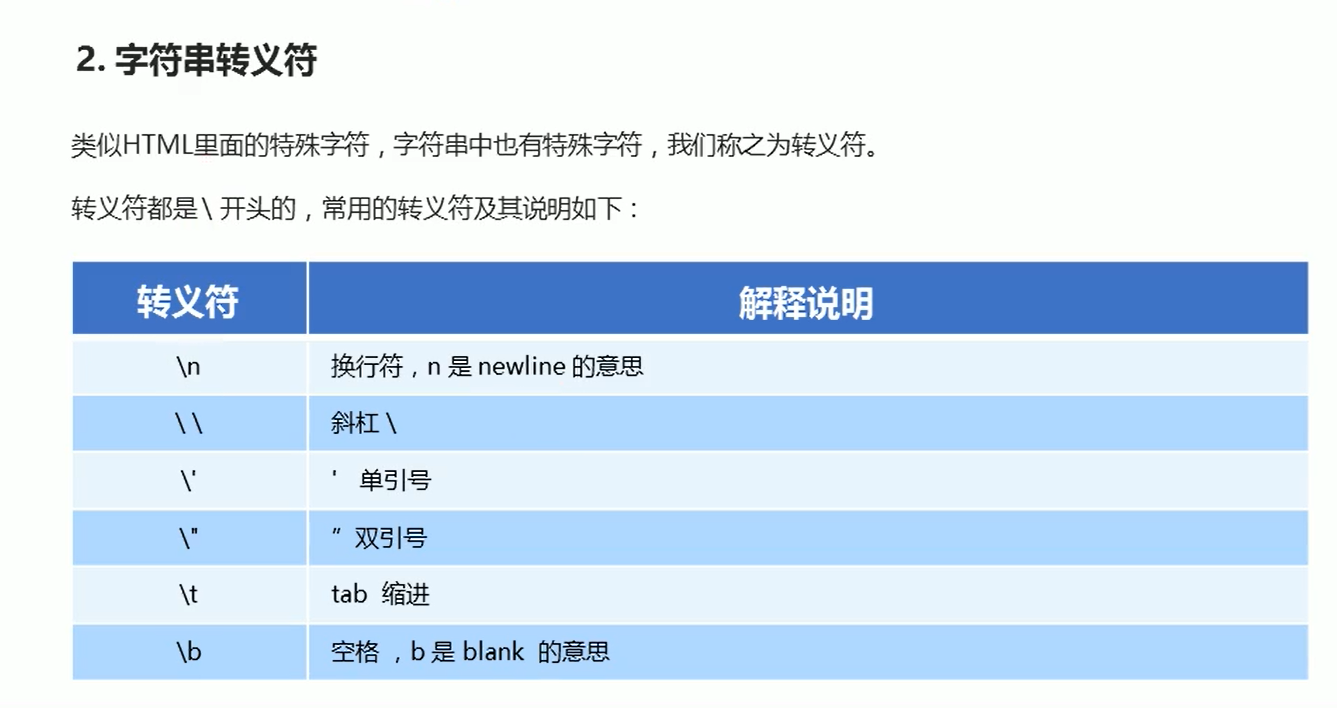 2. 字符串转义符
类似HTML里面的特殊字符，字符串中也有特殊字符，我们称之为转义符。
转义符都是 \ 开头的，常用的转义符及其说明如下：
转义符 解释说明
\n 换行符，n 是 newline 的意思
\ \ 斜杠 \
\' ' 单引号
\" ” 双引号
\t tab 缩进
\b 空格 ，b 是 blank 的意思